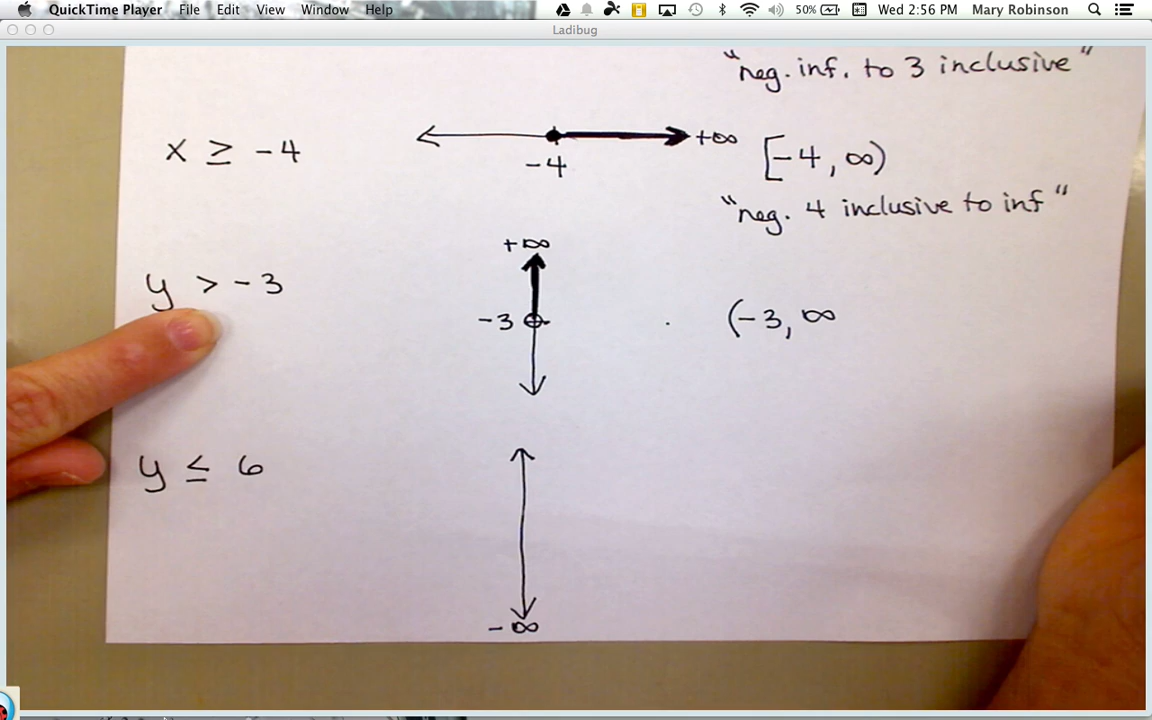 QuickTime Player File Edit View Window Help 50% Wed 2:56 PM Mary Robinson
Ladibug
"neg. inf. to 3 inclusive"
x ≥ -4
+∞
-4
[-4, ∞)
"neg. 4 inclusive to inf"
+∞
y > -3
-3
(-3, ∞
y ≤ 6
-∞